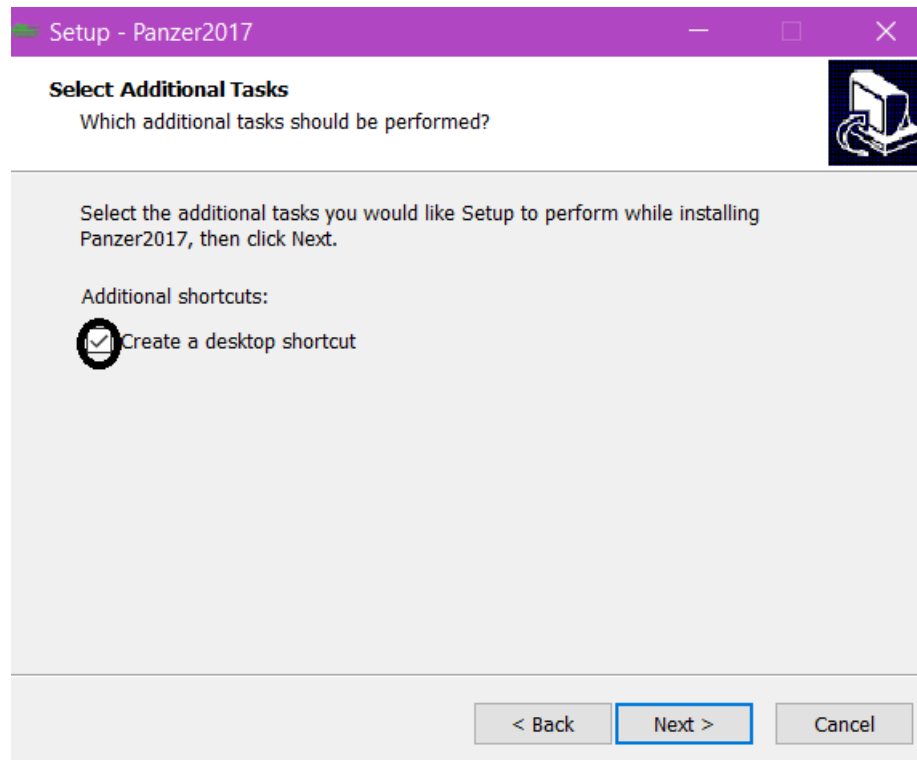 Setup - Panzer2017
Select Additional Tasks
Which additional tasks should be performed?
Select the additional tasks you would like Setup to perform while installing
Panzer2017, then click Next.
Additional shortcuts:
Create a desktop shortcut
< Back Next > Cancel